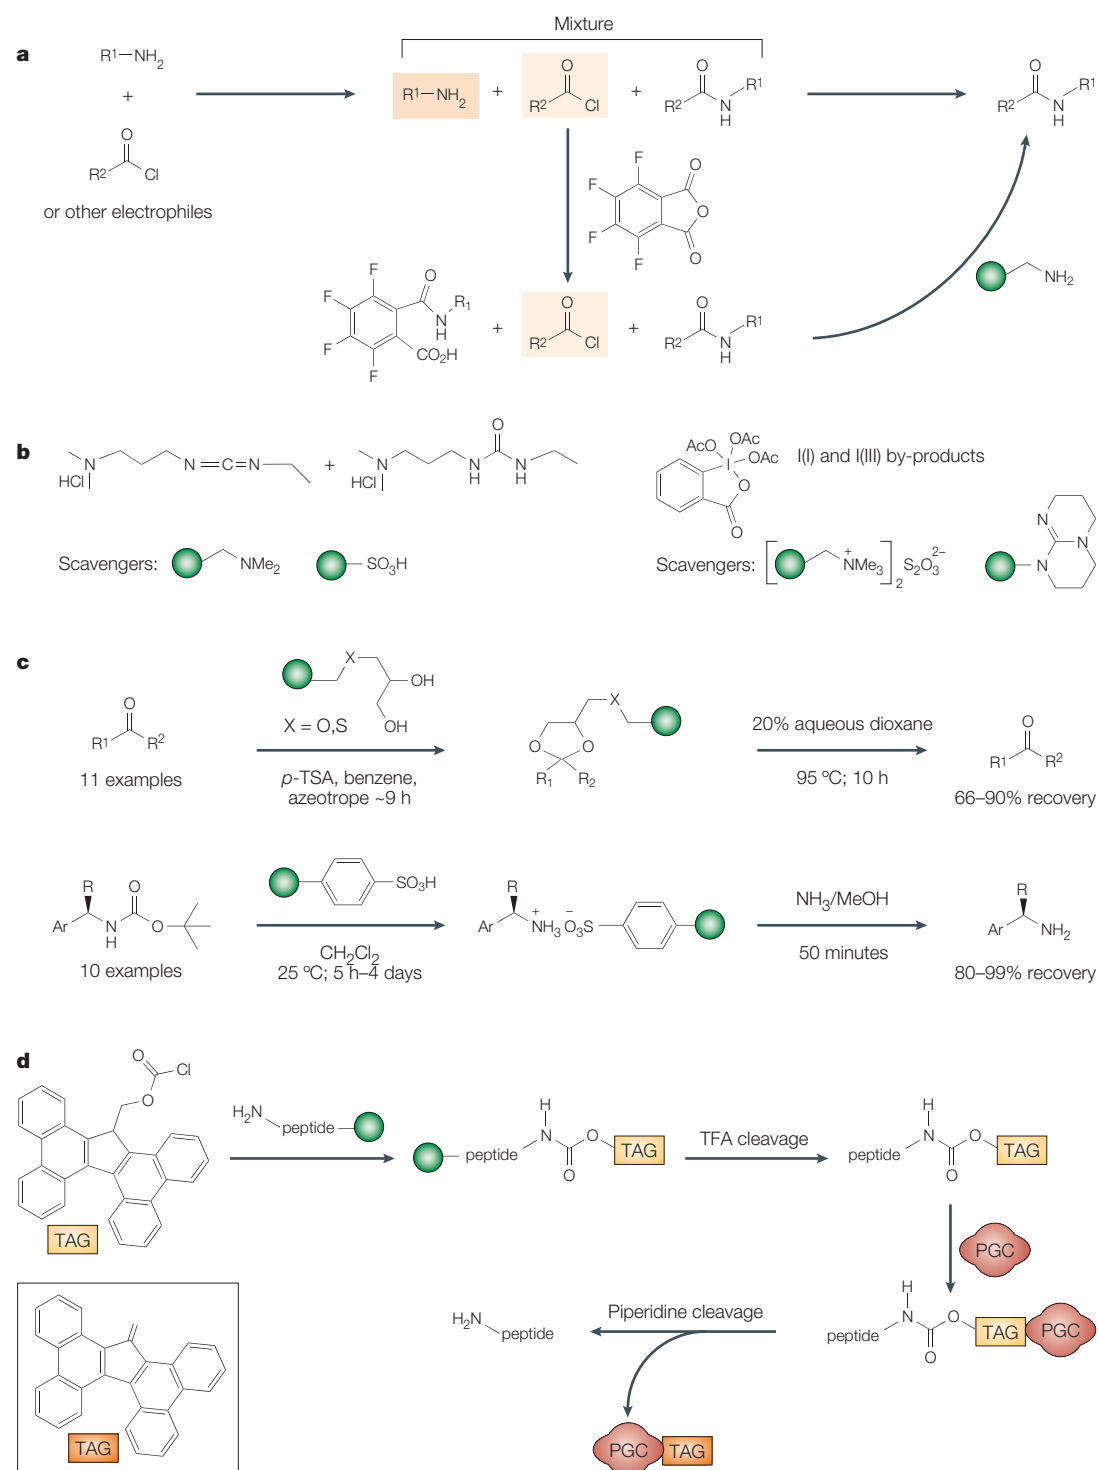 Mixture
a
R1–NH2
+
O
R2 Cl
or other electrophiles
R1–NH2 + O R2 Cl + O R2 N H R1
O R2 N H R1
F F F F O O O
NH2
F F F F O N H R1 CO2H + O R2 Cl + O R2 N H R1
b
N HCl N=C=N + N HCl N H O N H
AcO OAc OAc I O O
I(I) and I(III) by-products
Scavengers: NMe2 SO3H
Scavengers: [ NMe3 + ]2 S2O3 2–
N N N
c
O R1 R2
11 examples
X OH OH
X = O,S
p-TSA, benzene,
azeotrope ~9 h
X O O R1 R2
20% aqueous dioxane
95 ºC; 10 h
O R1 R2
66–90% recovery
R Ar N H O O
10 examples
SO3H
CH2Cl2
25 ºC; 5 h–4 days
R Ar NH3 + – O3S
NH3/MeOH
50 minutes
R Ar NH2
80–99% recovery
d
O Cl O
TAG
H2N peptide
peptide H N O O TAG
TFA cleavage
peptide H N O O TAG
PGC
peptide H N O O TAG PGC
Piperidine cleavage
H2N peptide
PGC TAG
TAG